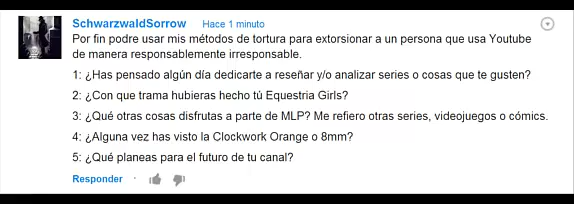 SchwarzwaldSorrow Hace 1 minuto
Por fin podre usar mis métodos de tortura para extorsionar a un persona que usa Youtube
de manera responsablemente irresponsable.
1: ¿Has pensado algún día dedicarte a reseñar y/o analizar series o cosas que te gusten?
2: ¿Con que trama hubieras hecho tú Equestria Girls?
3: ¿Qué otras cosas disfrutas a parte de MLP? Me refiero otras series, videojuegos o cómics.
4: ¿Alguna vez has visto la Clockwork Orange o 8mm?
5: ¿Qué planeas para el futuro de tu canal?
Responder ·